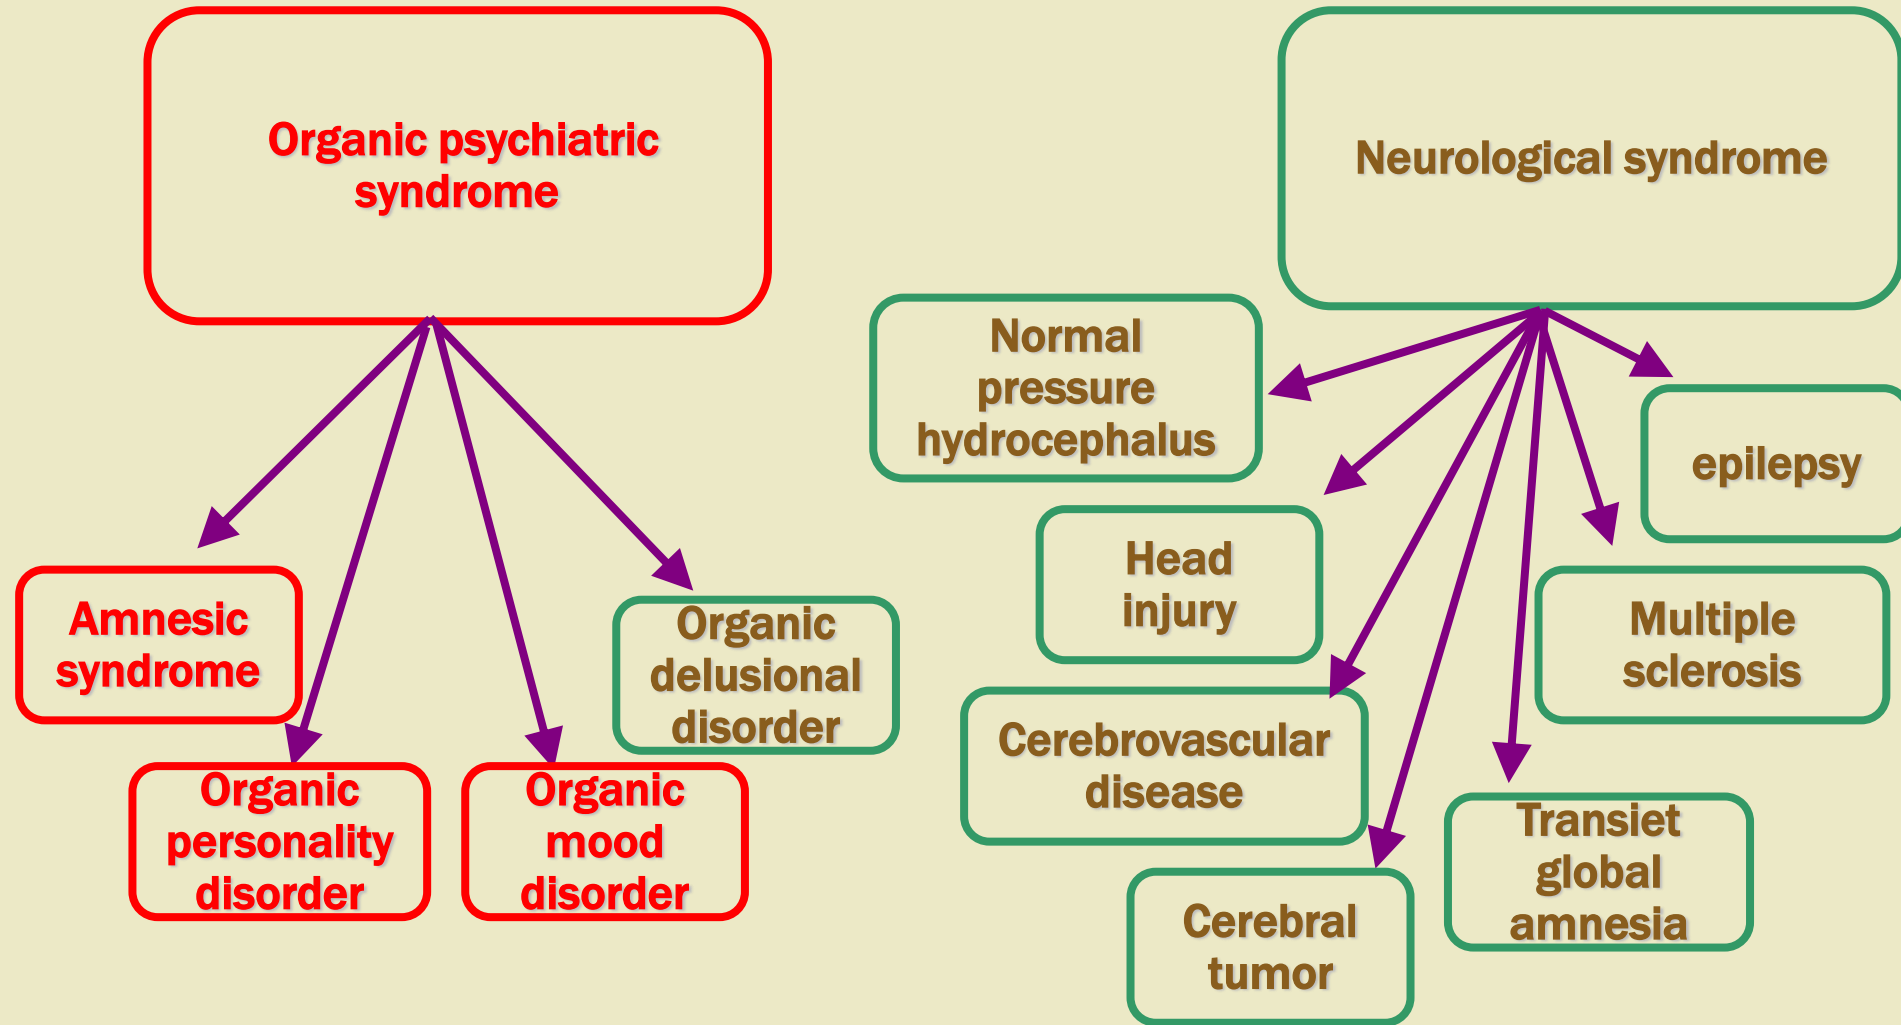 Organic psychiatric
syndrome
Neurological syndrome
Normal
pressure
hydrocephalus
epilepsy
Head
injury
Multiple
sclerosis
Amnesic
syndrome
Organic
delusional
disorder
Cerebrovascular
disease
Organic
personality
disorder
Organic
mood
disorder
Transiet
global
amnesia
Cerebral
tumor